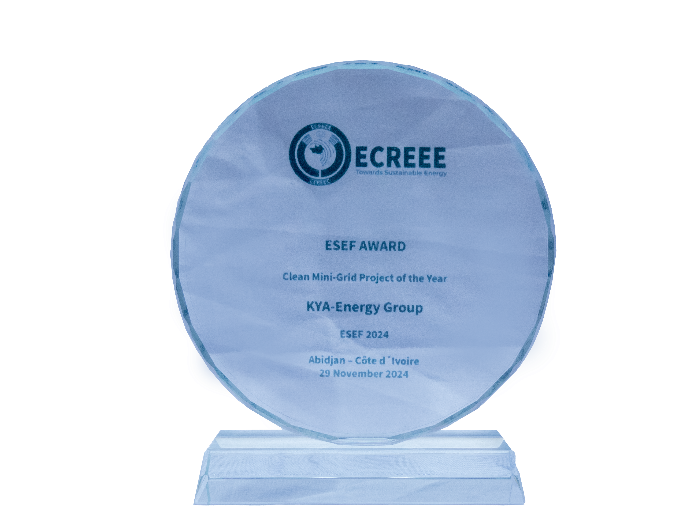 ECREEE
Towards Sustainable Energy
ESEF AWARD
Clean Mini-Grid Project of the Year
KYA-Energy Group
ESEF 2024
Abidjan – Côte d´Ivoire
29 November 2024